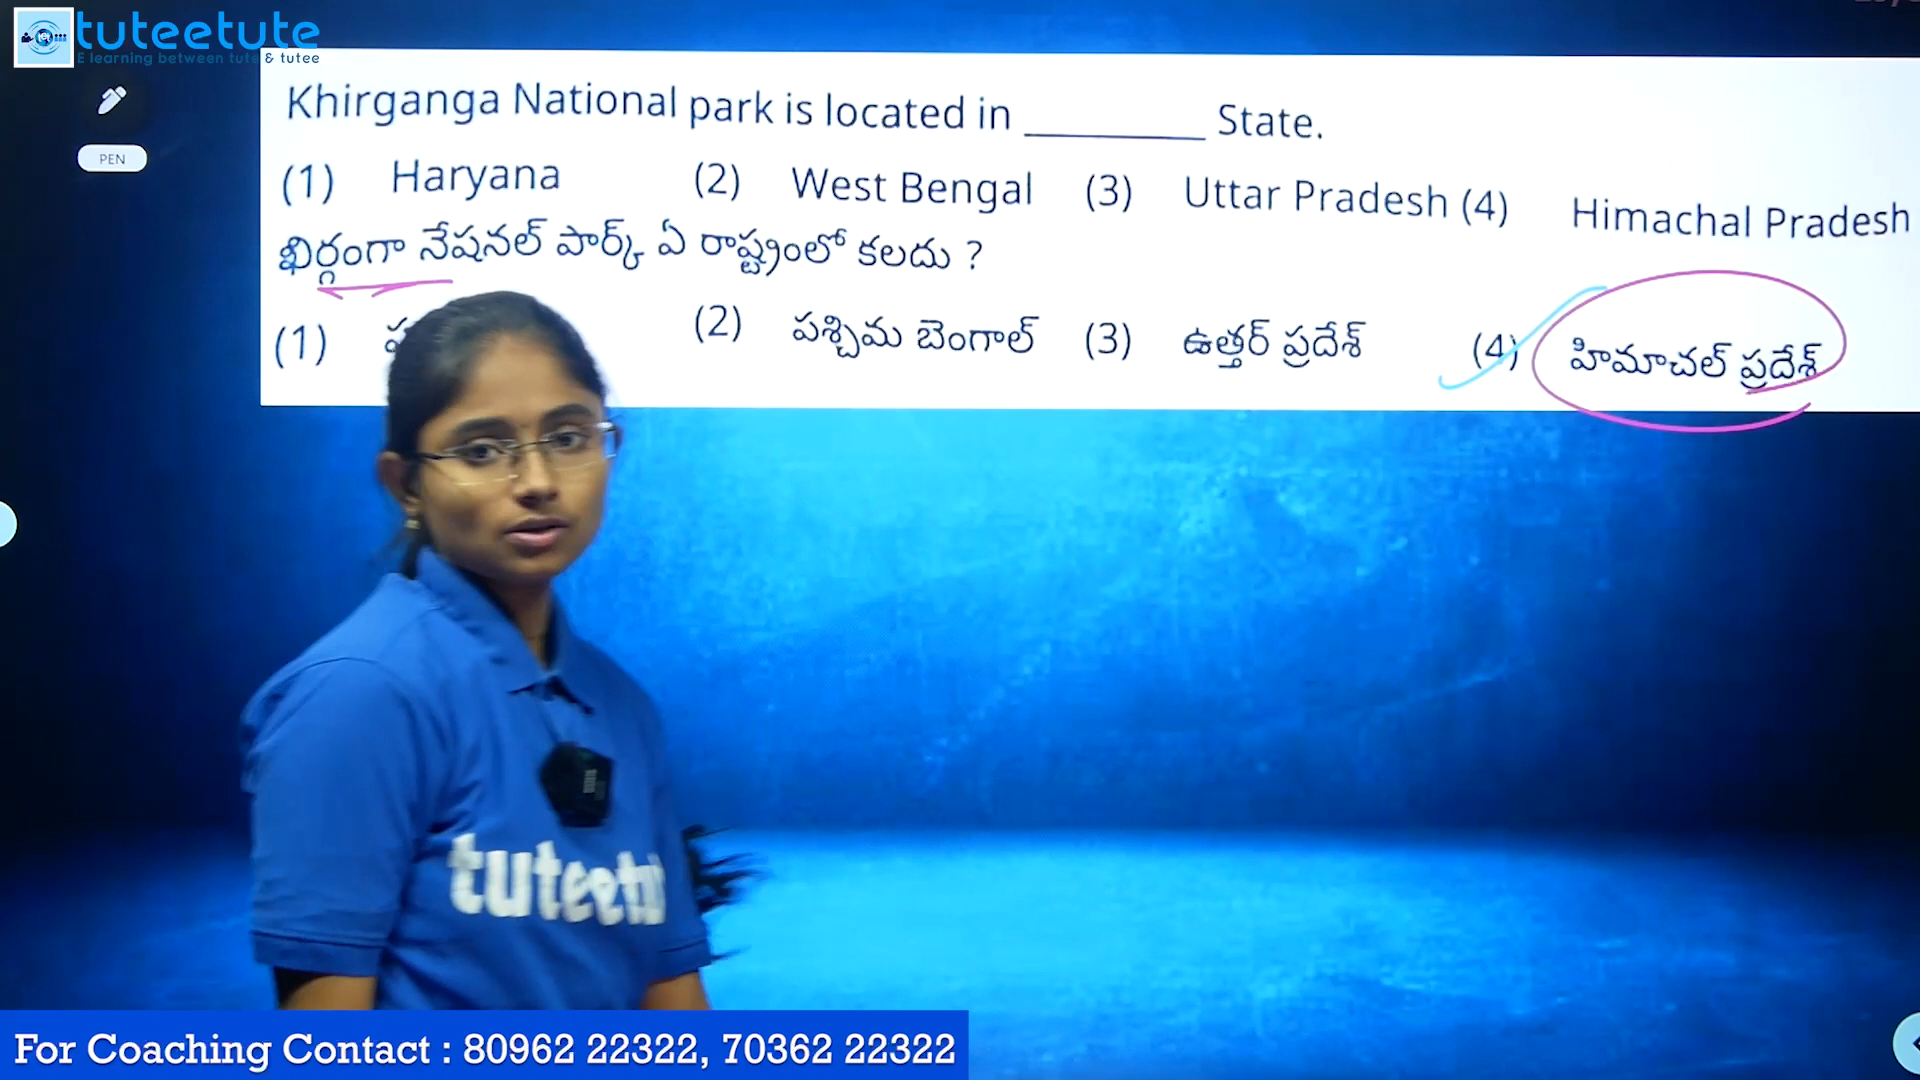 tuteetute
E learning between tute & tutee
PEN
Khirganga National park is located in ________ State.
(1) Haryana (2) West Bengal (3) Uttar Pradesh (4) Himachal Pradesh
ఖిర్గంగా నేషనల్ పార్క్ ఏ రాష్ట్రంలో కలదు ?
(1) (2) పశ్చిమ బెంగాల్ (3) ఉత్తర్ ప్రదేశ్ (4) హిమాచల్ ప్రదేశ్
For Coaching Contact : 80962 22322, 70362 22322